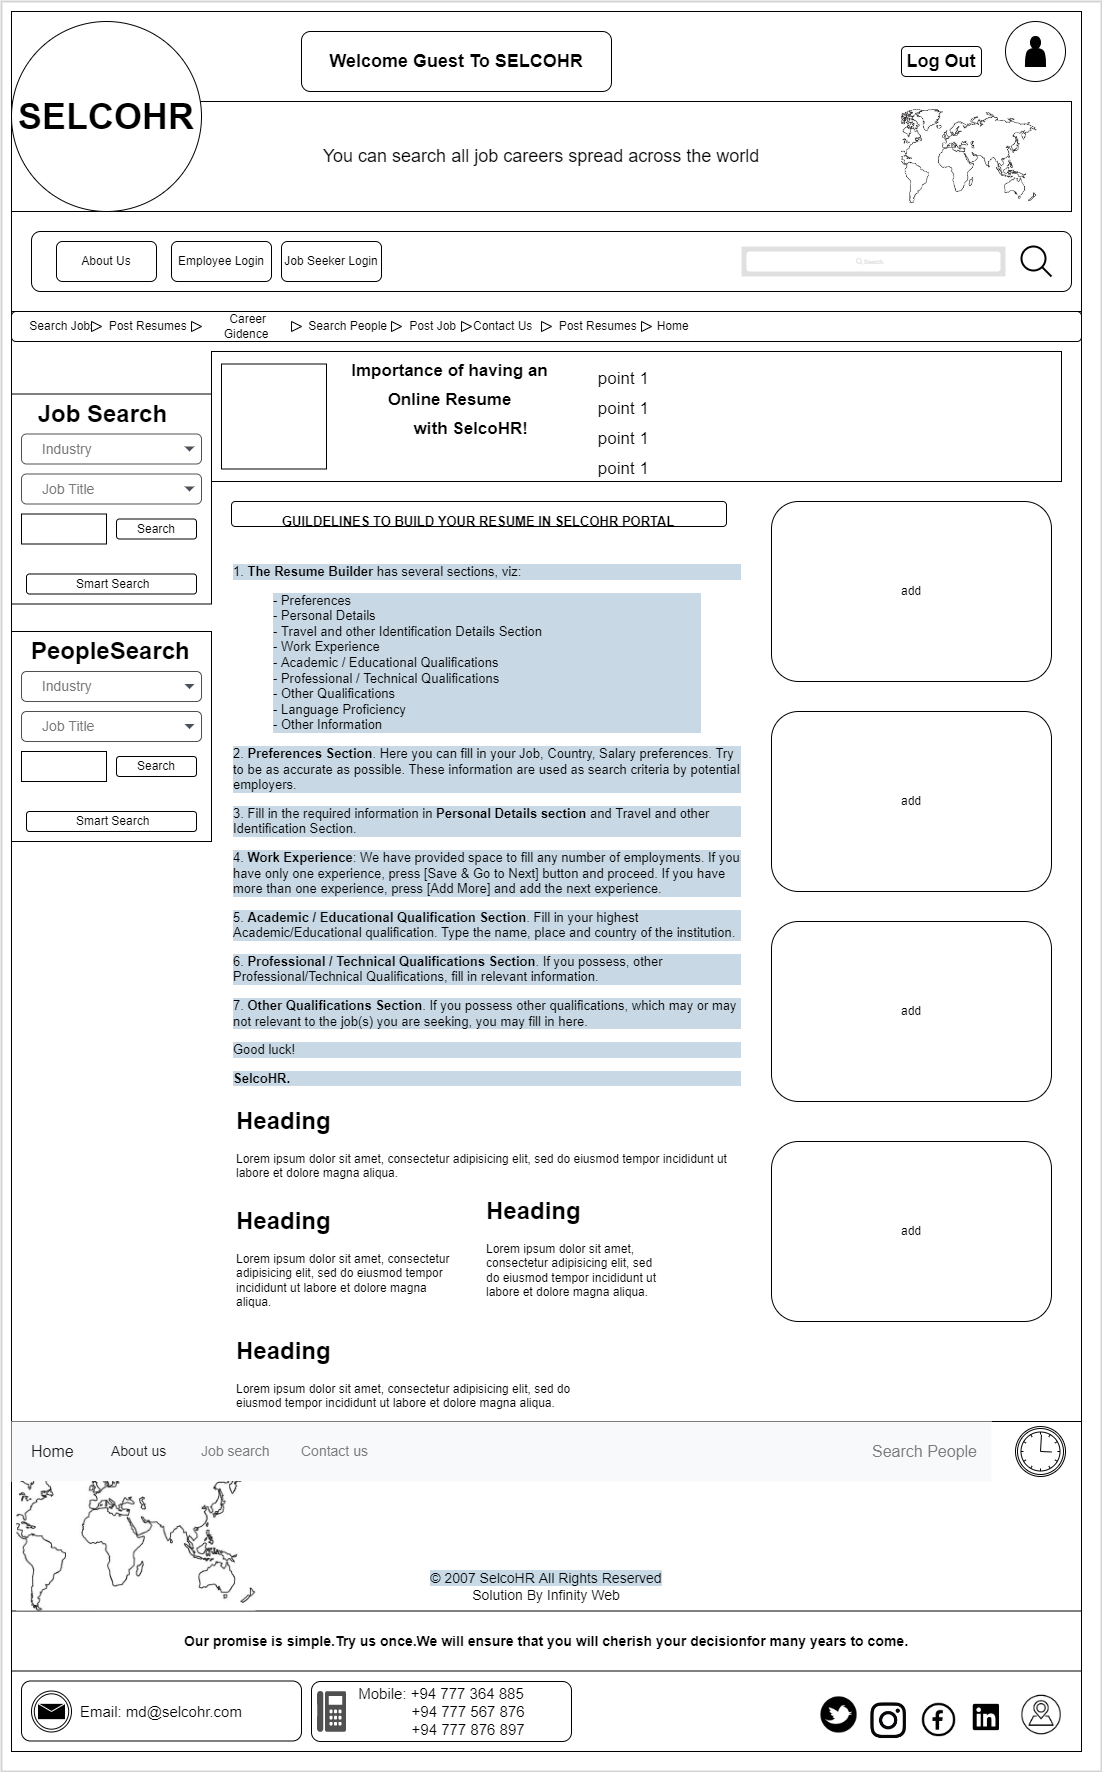 Welcome Guest To SELCOHR
Log Out
SELCOHR
You can search all job careers spread across the world
About Us
Employee Login
Job Seeker Login
Search
Search Job
Post Resumes
Career
Gidence
Search People
Post Job
Contact Us
Post Resumes
Home
Importance of having an
Online Resume
with SelcoHR!
point 1
point 1
point 1
point 1
Job Search
Industry
Job Title
Search
Smart Search
PeopleSearch
Industry
Job Title
Search
Smart Search
GUILDELINES TO BUILD YOUR RESUME IN SELCOHR PORTAL
1. The Resume Builder has several sections, viz:
- Preferences
- Personal Details
- Travel and other Identification Details Section
- Work Experience
- Academic / Educational Qualifications
- Professional / Technical Qualifications
- Other Qualifications
- Language Proficiency
- Other Information
2. Preferences Section. Here you can fill in your Job, Country, Salary preferences. Try
to be as accurate as possible. These information are used as search criteria by potential
employers.
3. Fill in the required information in Personal Details section and Travel and other
Identification Section.
4. Work Experience: We have provided space to fill any number of employments. If you
have only one experience, press [Save & Go to Next] button and proceed. If you have
more than one experience, press [Add More] and add the next experience.
5. Academic / Educational Qualification Section. Fill in your highest
Academic/Educational qualification. Type the name, place and country of the institution.
6. Professional / Technical Qualifications Section. If you possess, other
Professional/Technical Qualifications, fill in relevant information.
7. Other Qualifications Section. If you possess other qualifications, which may or may
not relevant to the job(s) you are seeking, you may fill in here.
Good luck!
SelcoHR.
add
add
add
add
Heading
Lorem ipsum dolor sit amet, consectetur adipisicing elit, sed do eiusmod tempor incididunt ut
labore et dolore magna aliqua.
Heading
Lorem ipsum dolor sit amet, consectetur
adipisicing elit, sed do eiusmod tempor
incididunt ut labore et dolore magna
aliqua.
Heading
Lorem ipsum dolor sit amet,
consectetur adipisicing elit, sed
do eiusmod tempor incididunt ut
labore et dolore magna aliqua.
Heading
Lorem ipsum dolor sit amet, consectetur adipisicing elit, sed do
eiusmod tempor incididunt ut labore et dolore magna aliqua.
Home
About us
Job search
Contact us
Search People
© 2007 SelcoHR All Rights Reserved
Solution By Infinity Web
Our promise is simple.Try us once.We will ensure that you will cherish your decisionfor many years to come.
Email: md@selcohr.com
Mobile: +94 777 364 885
+94 777 567 876
+94 777 876 897